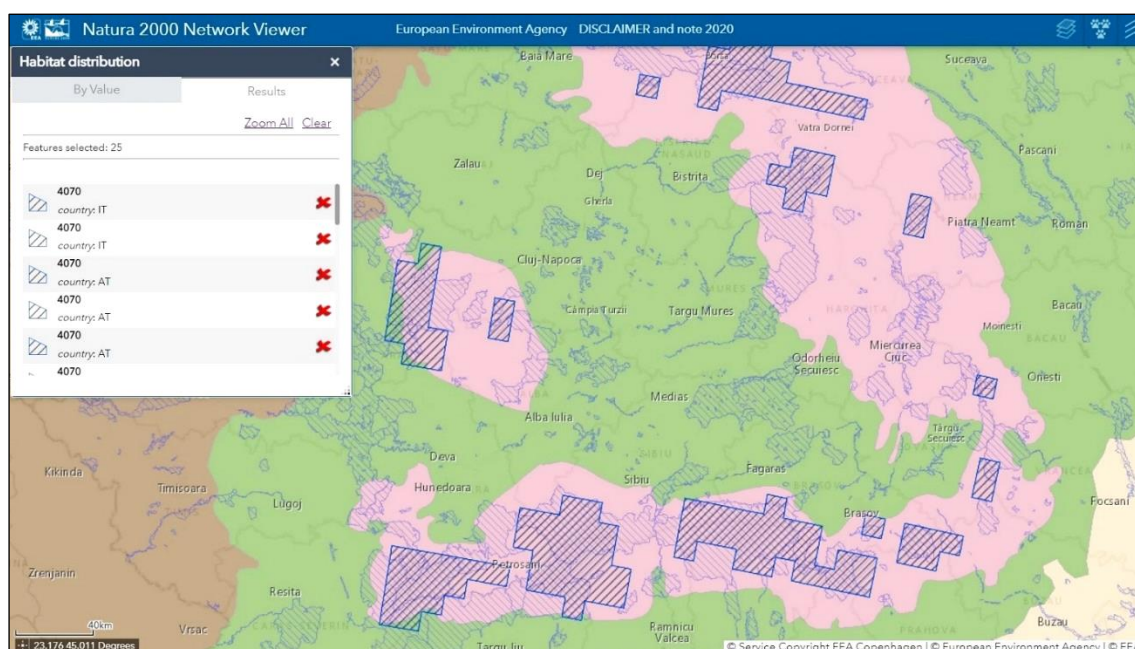 Natura 2000 Network Viewer
European Environment Agency DISCLAIMER and note 2020
Habitat distribution
By Value
Results
Zoom All Clear
Features selected: 25
4070
country: IT
4070
country: IT
4070
country: AT
4070
country: AT
4070
country: AT
4070
Baia Mare
Suceava
Vatra Dornei
Pascani
Zalau
Dej
Bistrita
Gherla
Piatra Neamt
Roman
Cluj-Napoca
Câmpia Turzii
Targu Mures
Bacau
Moinesti
Miercurea
Ciuc
Odorheiu
Secuiesc
Onesti
Medias
Alba Iulia
Târgu
Secuiesc
Deva
Sibiu
Fagaras
Kikinda
Timisoara
Hunedoara
Lugoj
Brasov
Focsani
Zrenjanin
Petrosani
Resita
40km
Vrsac
Ramnicu
Valcea
Buzau
Targu Jiu
23.176 45.011 Degrees
© Service Copyright EEA Copenhagen | © European Environment Agency | © EEA